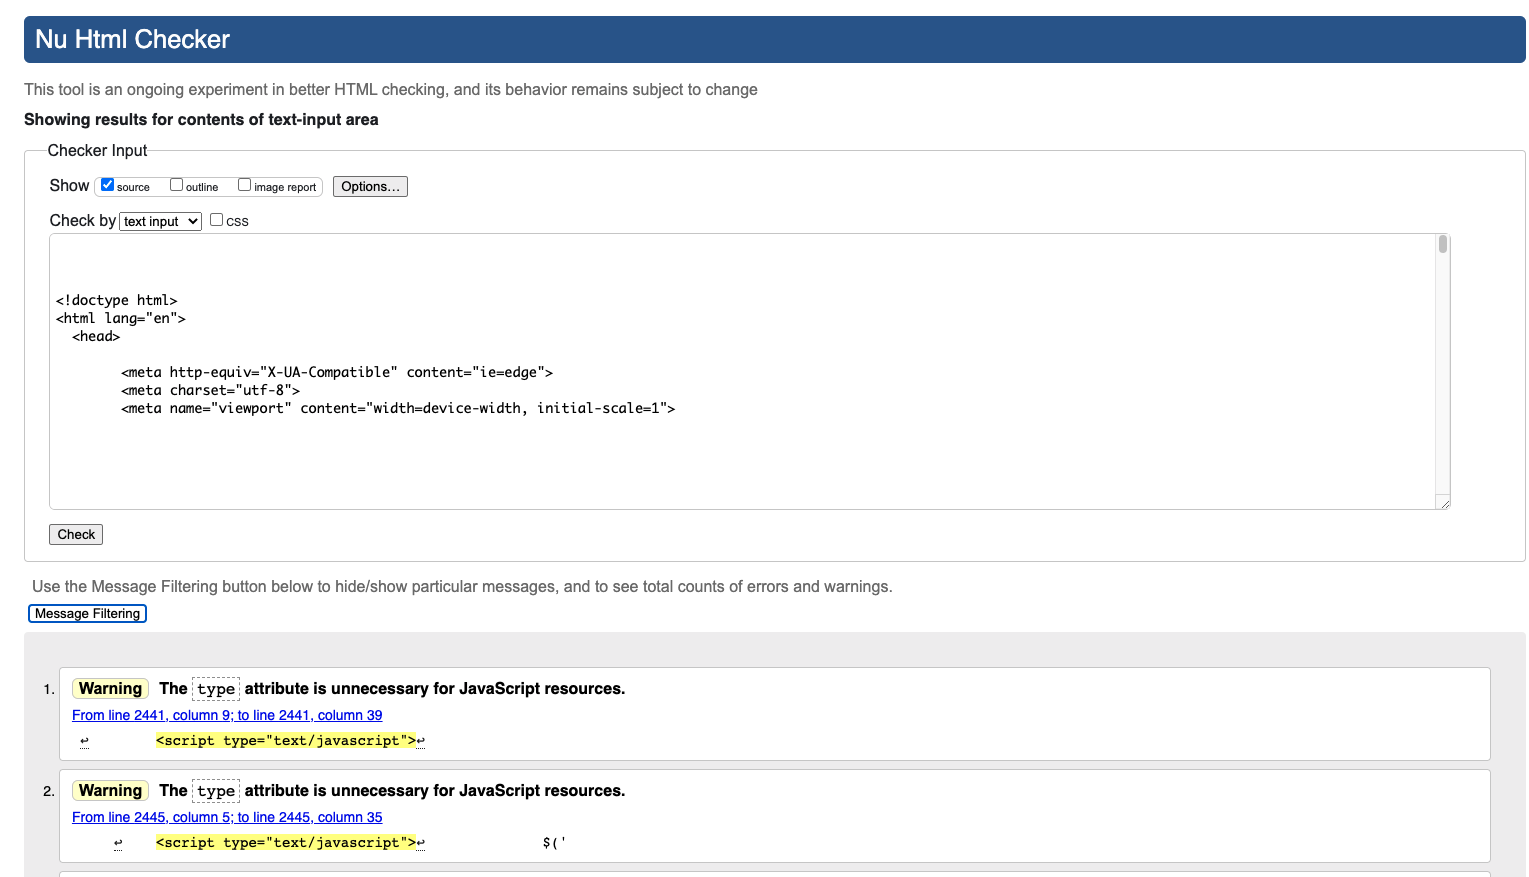 Nu Html Checker
This tool is an ongoing experiment in better HTML checking, and its behavior remains subject to change
Showing results for contents of text-input area
Checker Input
Show source outline image report Options...
Check by text input CSS
<!doctype html>
<html lang="en">
<head>
<meta http-equiv="X-UA-Compatible" content="ie=edge">
<meta charset="utf-8">
<meta name="viewport" content="width=device-width, initial-scale=1">
Check
Use the Message Filtering button below to hide/show particular messages, and to see total counts of errors and warnings.
Message Filtering
1. Warning The type attribute is unnecessary for JavaScript resources.
From line 2441, column 9; to line 2441, column 39
↩ <script type="text/javascript">↩
2. Warning The type attribute is unnecessary for JavaScript resources.
From line 2445, column 5; to line 2445, column 35
↩ <script type="text/javascript">↩ $('